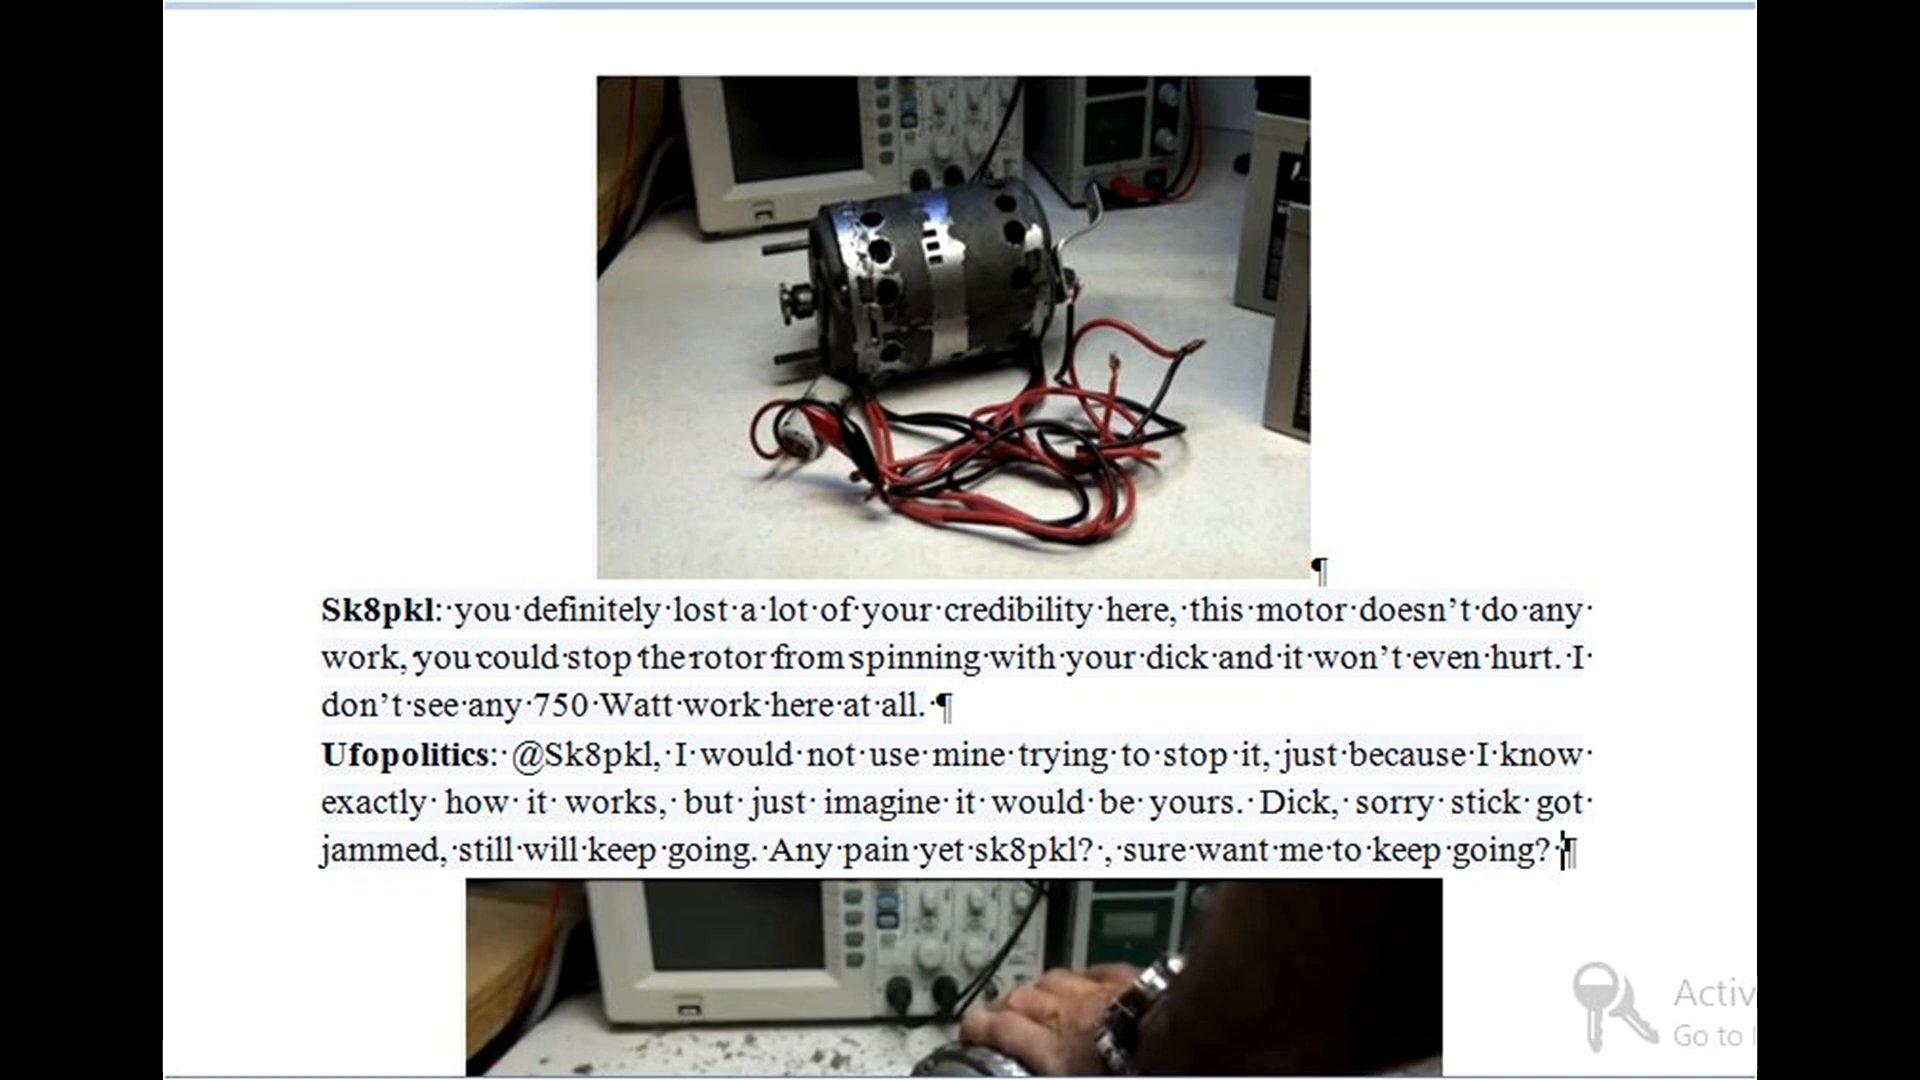 ¶
Sk8pkl: you definitely lost a lot of your credibility here, this motor doesn’t do any
work, you could stop the rotor from spinning with your dick and it won’t even hurt. I
don’t see any 750 Watt work here at all. ¶
Ufopolitics: @Sk8pkl, I would not use mine trying to stop it, just because I know
exactly how it works, but just imagine it would be yours. Dick, sorry stick got
jammed, still will keep going. Any pain yet sk8pkl? , sure want me to keep going? ¶
Activ
Go to